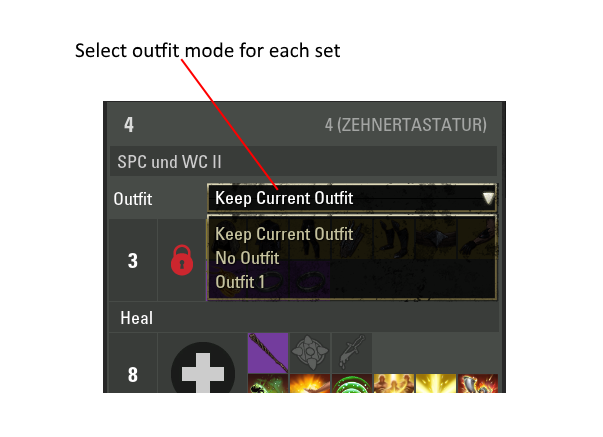 Select outfit mode for each set
4 4 (ZEHNERTASTATUR)
SPC und WC II
Outfit Keep Current Outfit
Keep Current Outfit
3 No Outfit
Outfit 1
Heal
8